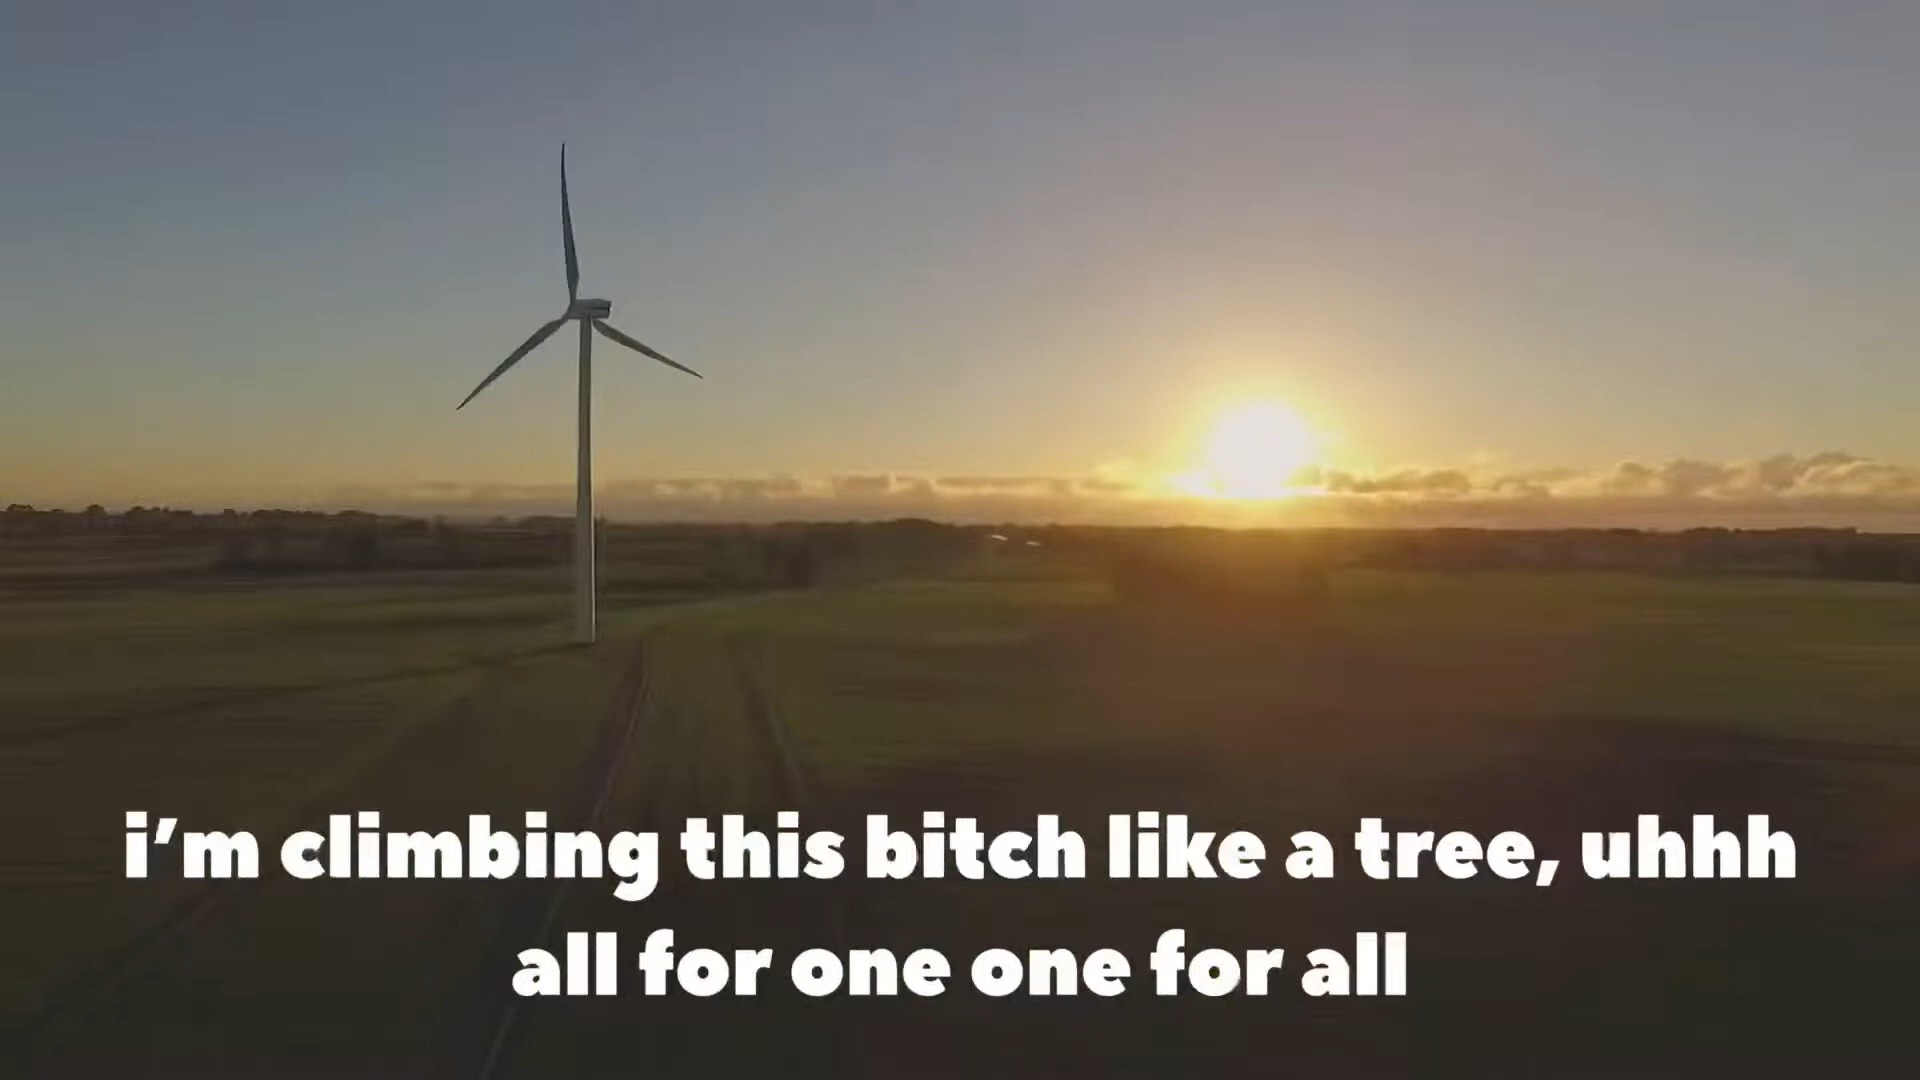 i'm climbing this bitch like a tree, uhhh
all for one one for all